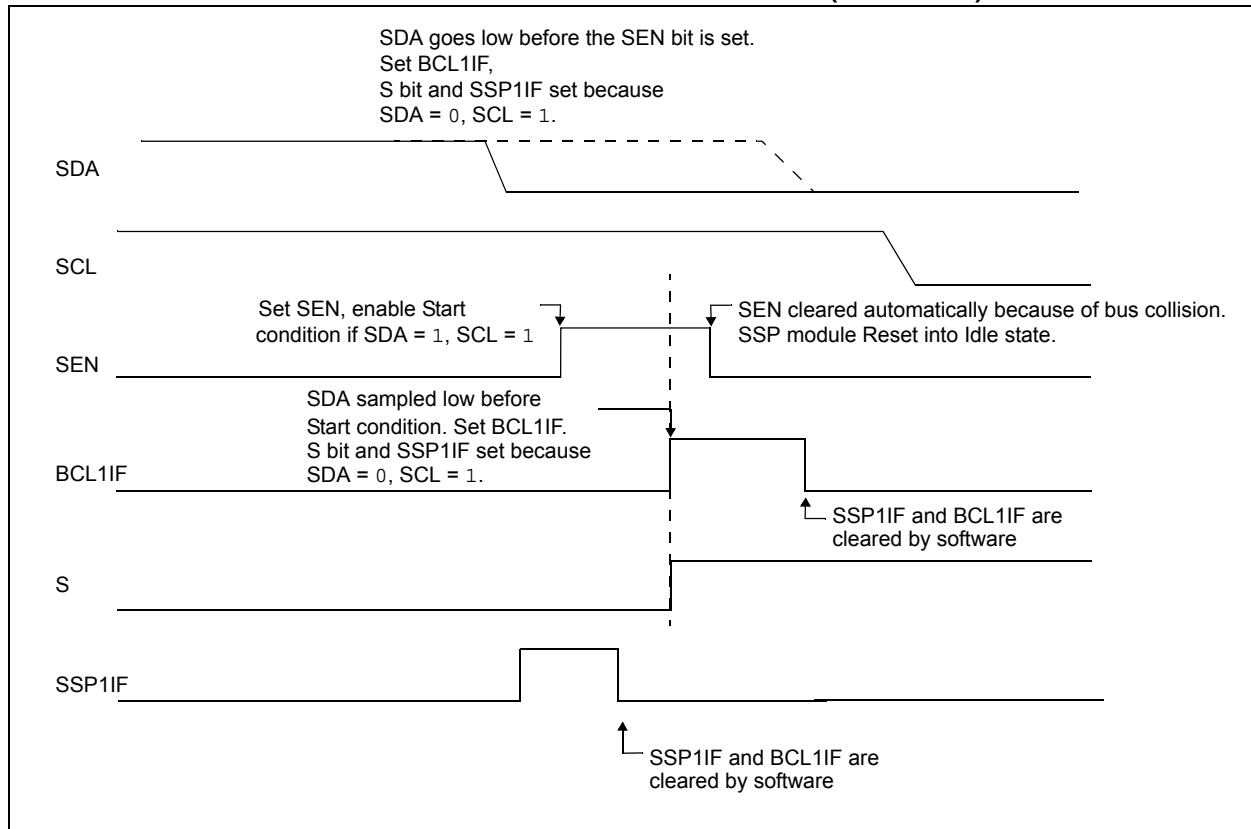 SDA goes low before the SEN bit is set.
Set BCL1IF,
S bit and SSP1IF set because
SDA = 0, SCL = 1.
SDA
SCL
Set SEN, enable Start
condition if SDA = 1, SCL = 1
SEN cleared automatically because of bus collision.
SSP module Reset into Idle state.
SEN
SDA sampled low before
Start condition. Set BCL1IF.
S bit and SSP1IF set because
SDA = 0, SCL = 1.
BCL1IF
SSP1IF and BCL1IF are
cleared by software
S
SSP1IF
SSP1IF and BCL1IF are
cleared by software